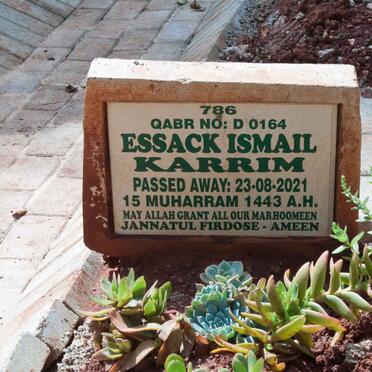 786
QABR NO: D 0164
ESSACK ISMAIL
KARRIM
PASSED AWAY: 23-08-2021
15 MUHARRAM 1443 A.H.
MAY ALLAH GRANT ALL OUR MARHOOMEEN
JANNATUL FIRDOSE - AMEEN